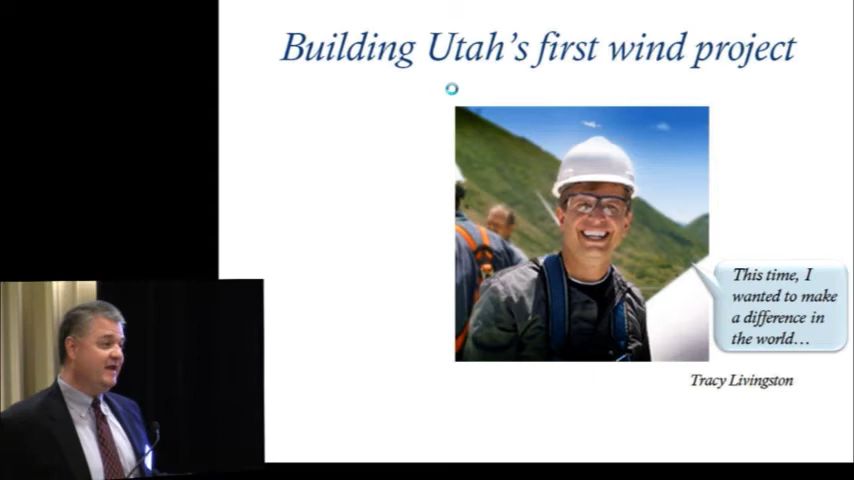 Building Utah's first wind project
This time, I
wanted to make
a difference in
the world...
Tracy Livingston